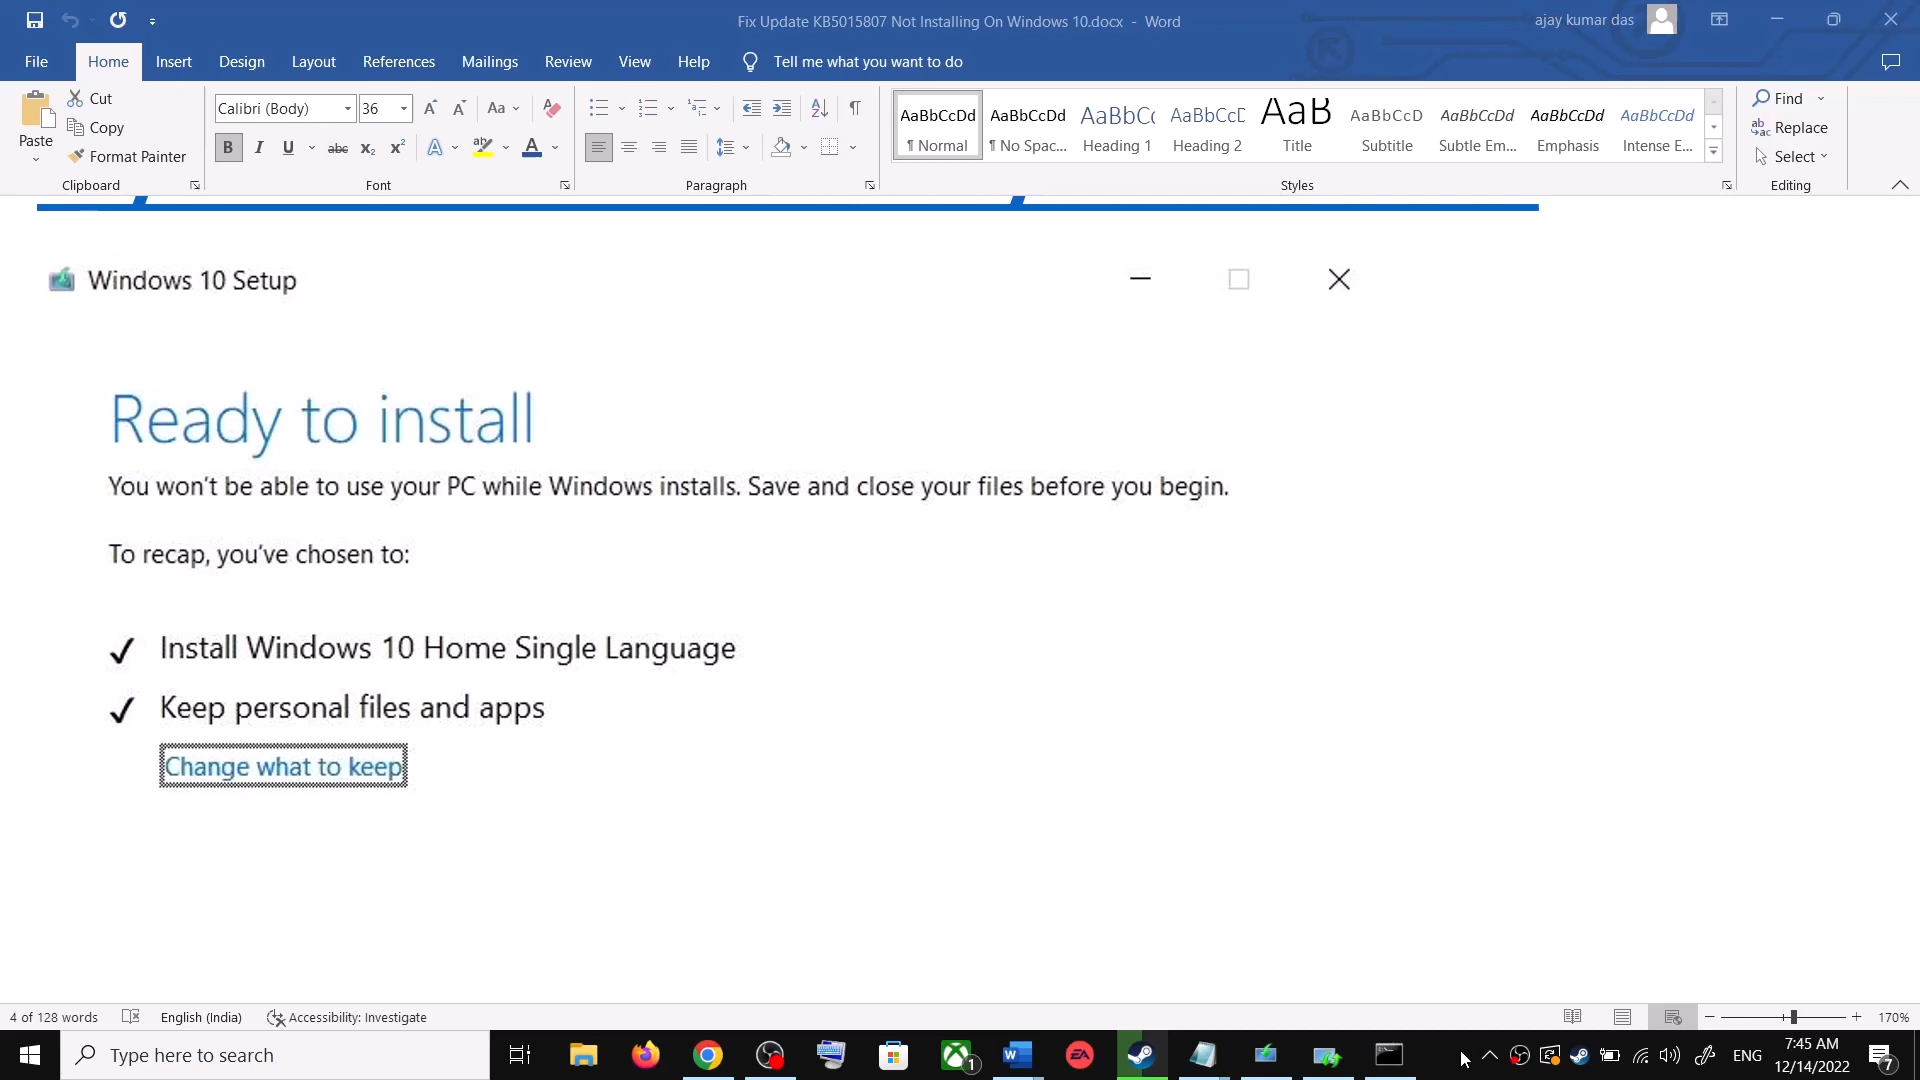 Fix Update KB5015807 Not Installing On Windows 10.docx - Word
ajay kumar das
File Home Insert Design Layout References Mailings Review View Help Tell me what you want to do
Paste
Cut
Copy
Format Painter
Clipboard
Calibri (Body) 36
Font
Paragraph
AaBbCcDd AaBbCcDd AaBbCc AaBbCcD AaB AaBbCcD AaBbCcDd AaBbCcDd AaBbCcDd
¶ Normal ¶ No Spac... Heading 1 Heading 2 Title Subtitle Subtle Em... Emphasis Intense E...
Styles
Find
Replace
Select
Editing
Windows 10 Setup
Ready to install
You won't be able to use your PC while Windows installs. Save and close your files before you begin.
To recap, you've chosen to:
Install Windows 10 Home Single Language
Keep personal files and apps
Change what to keep
4 of 128 words English (India) Accessibility: Investigate 170%
Type here to search
1
ENG
7:45 AM
12/14/2022
7